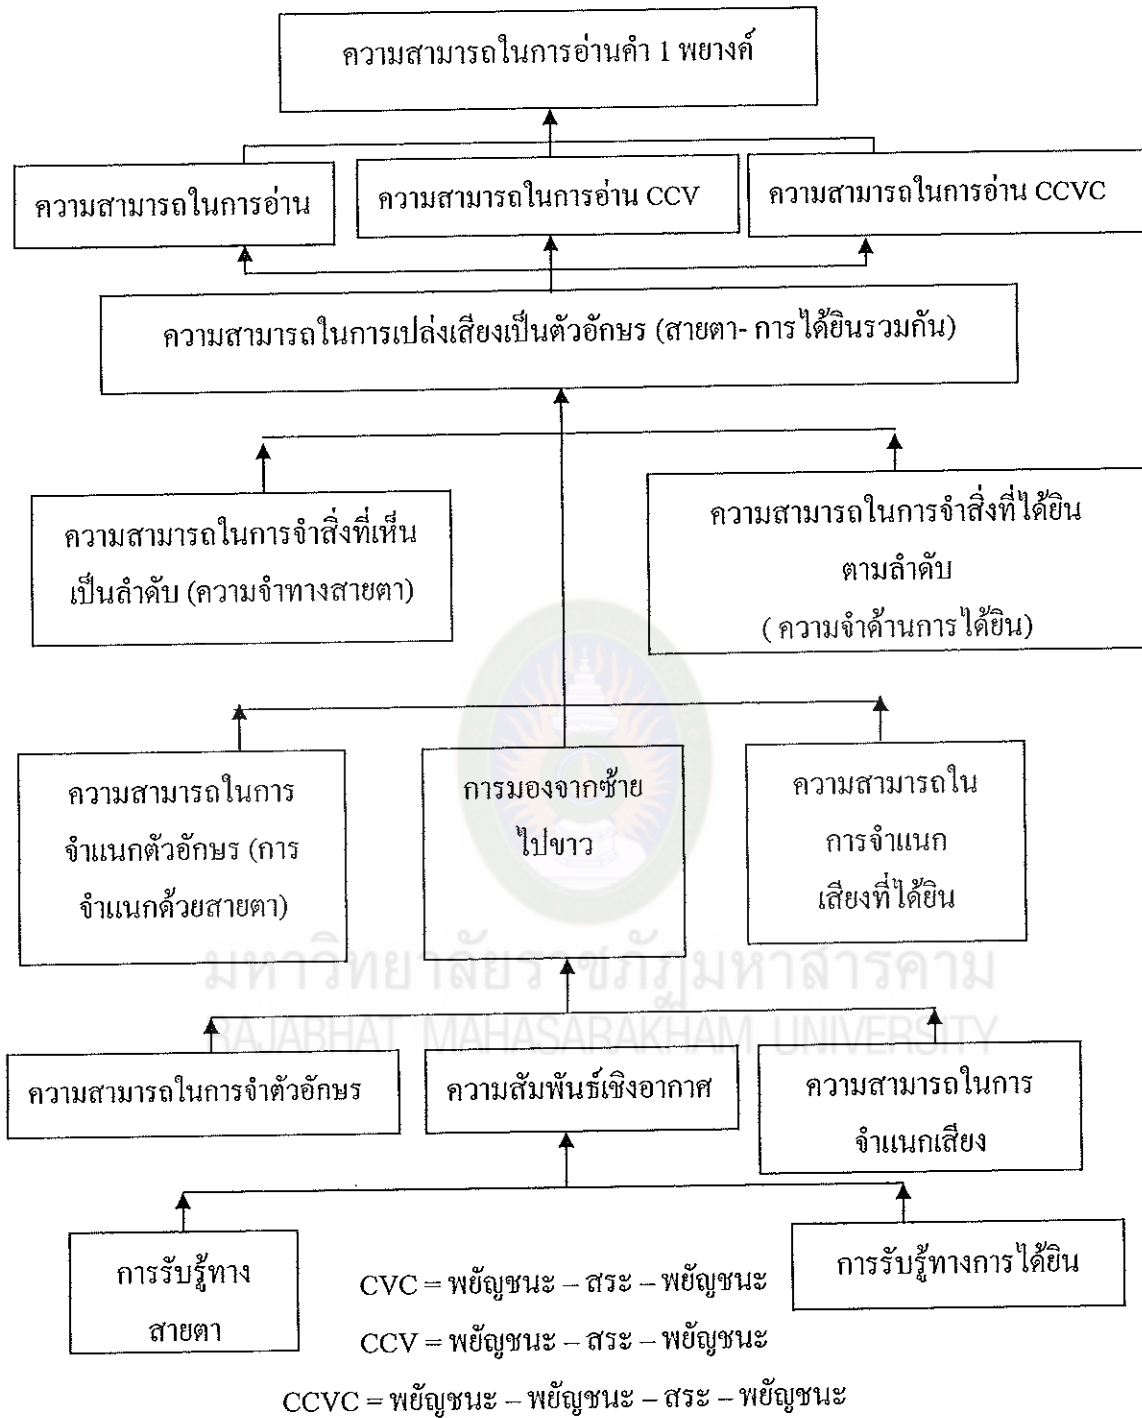 ความสามารถในการอ่านคำ 1 พยางค์
ความสามารถในการอ่าน
ความสามารถในการอ่าน CCV
ความสามารถในการอ่าน CCVC
ความสามารถในการเปล่งเสียงเป็นตัวอักษร (สายตา- การได้ยินรวมกัน)
ความสามารถในการจำสิ่งที่เห็น
เป็นลำดับ (ความจำทางสายตา)
ความสามารถในการจำสิ่งที่ได้ยิน
ตามลำดับ
( ความจำด้านการได้ยิน)
ความสามารถในการ
จำแนกตัวอักษร (การ
จำแนกด้วยสายตา)
การมองจากซ้าย
ไปขาว
ความสามารถใน
การจำแนก
เสียงที่ได้ยิน
มหาวิทยาลัยราชภัฏมหาสารคาม
RAJABHAT MAHASARAKHAM UNIVERSITY
ความสามารถในการจำตัวอักษร
ความสัมพันธ์เชิงอากาศ
ความสามารถในการ
จำแนกเสียง
การรับรู้ทาง
สายตา
การรับรู้ทางการได้ยิน
CVC = พยัญชนะ – สระ – พยัญชนะ
CCV = พยัญชนะ – สระ – พยัญชนะ
CCVC = พยัญชนะ – พยัญชนะ – สระ – พยัญชนะ